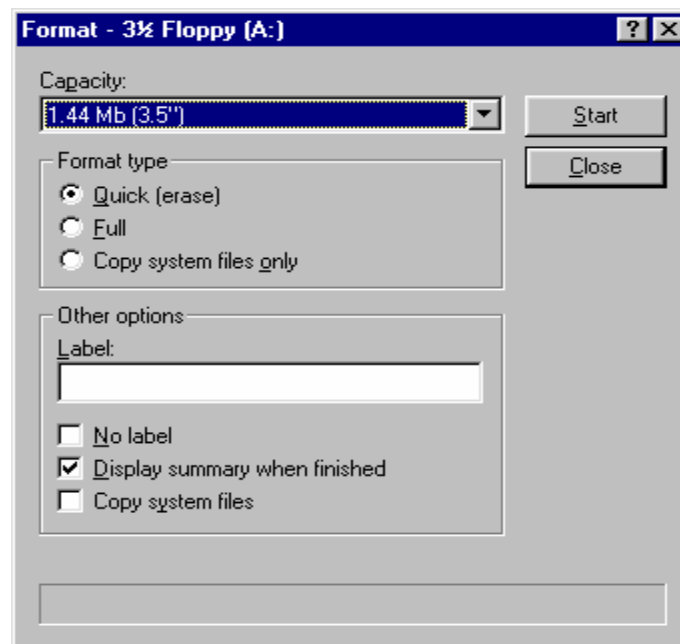 Format - 3½ Floppy (A:)
Capacity:
1.44 Mb (3.5")
Start
Close
Format type
Quick (erase)
Full
Copy system files only
Other options
Label:
No label
Display summary when finished
Copy system files